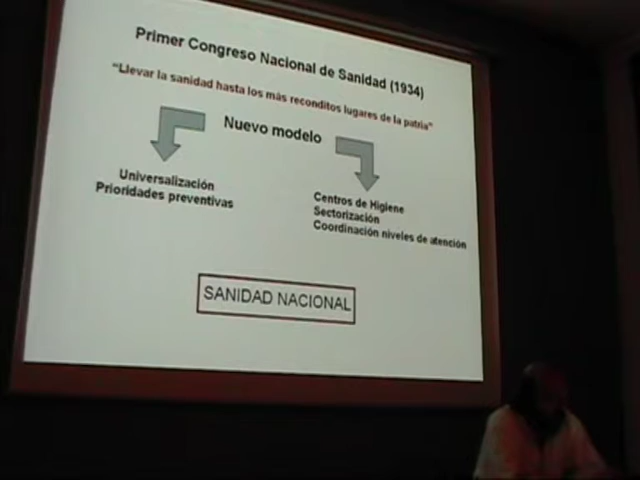 Primer Congreso Nacional de Sanidad (1934)
"Llevar la sanidad hasta los más reconditos lugares de la patria"
Nuevo modelo
Universalización
Prioridades preventivas
Centros de Higiene
Sectorización
Coordinación niveles de atención
SANIDAD NACIONAL